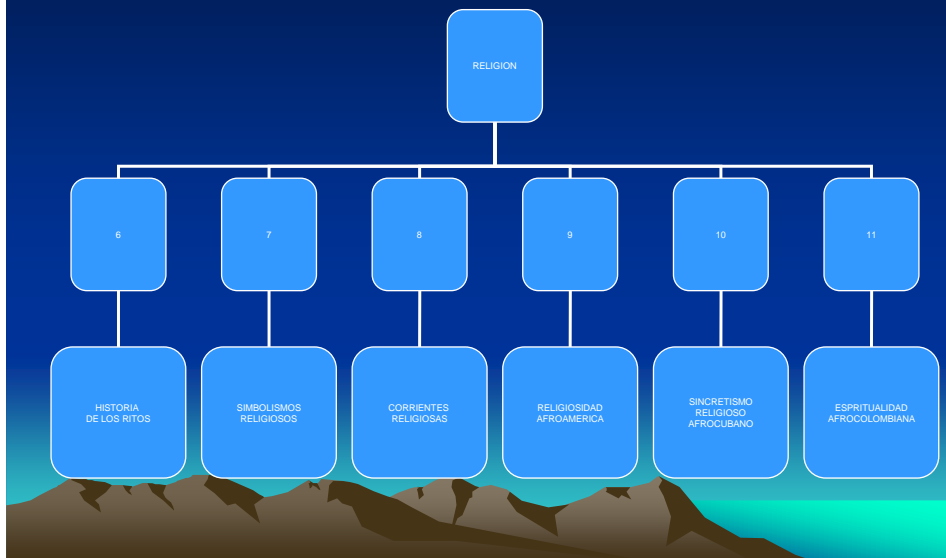 RELIGION
6
7
8
9
10
11
HISTORIA
DE LOS RITOS
SIMBOLISMOS
RELIGIOSOS
CORRIENTES
RELIGIOSAS
RELIGIOSIDAD
AFROAMERICA
SINCRETISMO
RELIGIOSO
AFROCUBANO
ESPRITUALIDAD
AFROCOLOMBIANA